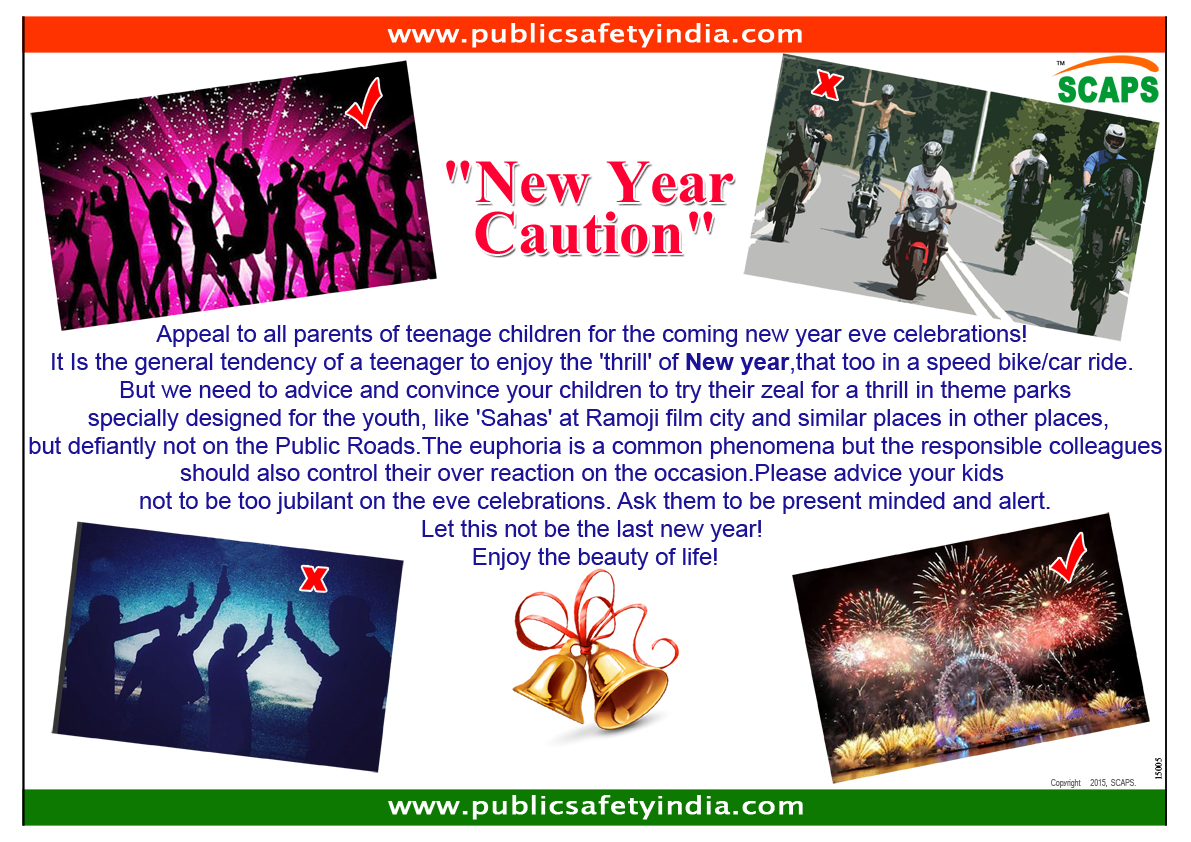 www.publicsafetyindia.com
TM
SCAPS
"New Year
Caution"
Appeal to all parents of teenage children for the coming new year eve celebrations!
It Is the general tendency of a teenager to enjoy the 'thrill' of New year,that too in a speed bike/car ride.
But we need to advice and convince your children to try their zeal for a thrill in theme parks
specially designed for the youth, like 'Sahas' at Ramoji film city and similar places in other places,
but defiantly not on the Public Roads.The euphoria is a common phenomena but the responsible colleagues
should also control their over reaction on the occasion.Please advice your kids
not to be too jubilant on the eve celebrations. Ask them to be present minded and alert.
Let this not be the last new year!
Enjoy the beauty of life!
15005
Copyright 2015, SCAPS.
www.publicsafetyindia.com